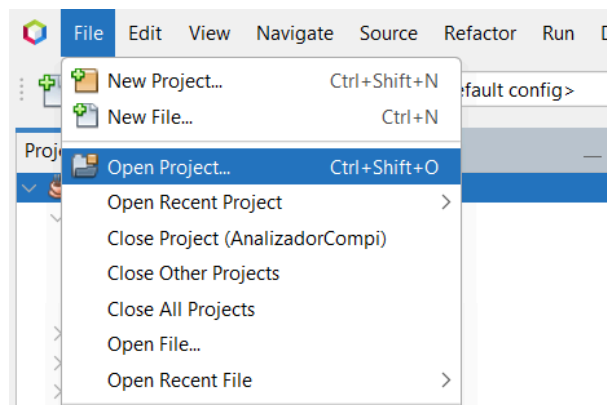 File Edit View Navigate Source Refactor Run
New Project... Ctrl+Shift+N
New File... Ctrl+N
Open Project... Ctrl+Shift+O
Open Recent Project
Close Project (AnalizadorCompi)
Close Other Projects
Close All Projects
Open File...
Open Recent File
efault config>
Proj